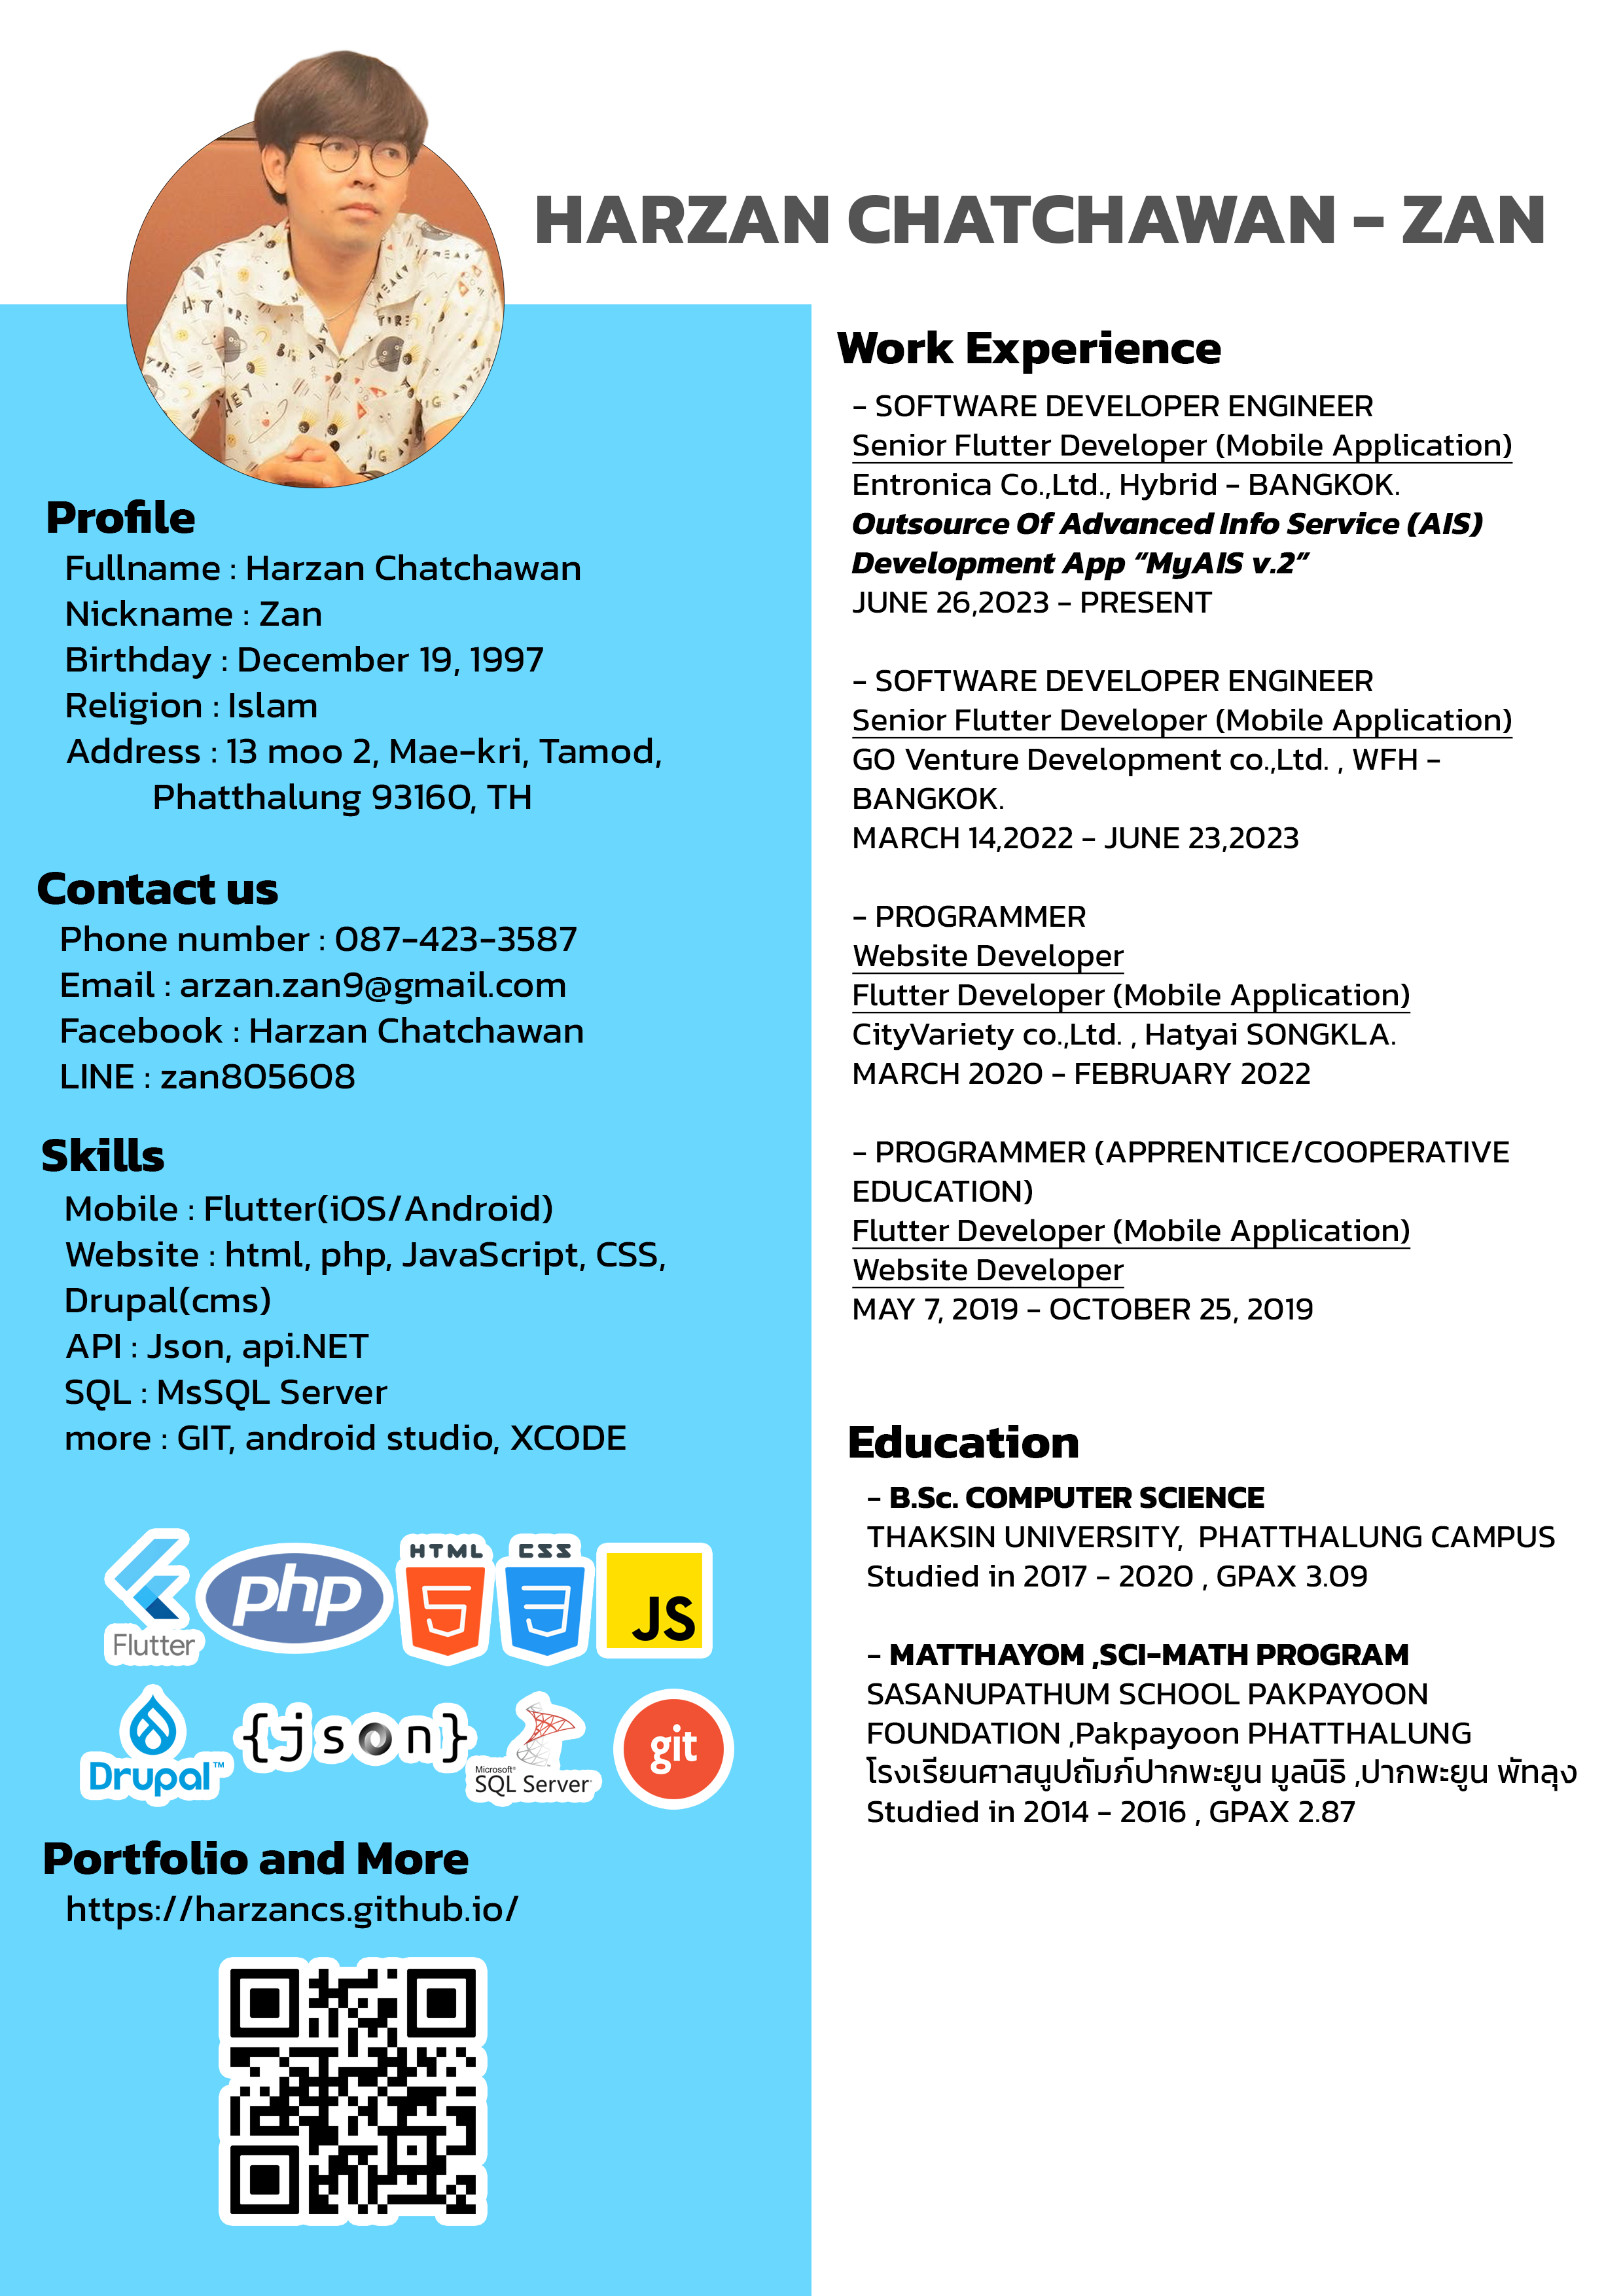 HARZAN CHATCHAWAN - ZAN
Profile
Fullname : Harzan Chatchawan
Nickname : Zan
Birthday : December 19, 1997
Religion : Islam
Address : 13 moo 2, Mae-kri, Tamod,
Phatthalung 93160, TH
Contact us
Phone number : 087-423-3587
Email : arzan.zan9@gmail.com
Facebook : Harzan Chatchawan
LINE : zan805608
Skills
Mobile : Flutter(iOS/Android)
Website : html, php, JavaScript, CSS,
Drupal(cms)
API : Json, api.NET
SQL : MsSQL Server
more : GIT, android studio, XCODE
Flutter
php
HTML
5
CSS
3
JS
Drupal™
{json}
Microsoft®
SQL Server
git
Portfolio and More
https://harzancs.github.io/
Work Experience
- SOFTWARE DEVELOPER ENGINEER
Senior Flutter Developer (Mobile Application)
Entronica Co.,Ltd., Hybrid - BANGKOK.
Outsource Of Advanced Info Service (AIS)
Development App “MyAIS v.2”
JUNE 26,2023 - PRESENT
- SOFTWARE DEVELOPER ENGINEER
Senior Flutter Developer (Mobile Application)
GO Venture Development co.,Ltd. , WFH -
BANGKOK.
MARCH 14,2022 - JUNE 23,2023
- PROGRAMMER
Website Developer
Flutter Developer (Mobile Application)
CityVariety co.,Ltd. , Hatyai SONGKLA.
MARCH 2020 - FEBRUARY 2022
- PROGRAMMER (APPRENTICE/COOPERATIVE
EDUCATION)
Flutter Developer (Mobile Application)
Website Developer
MAY 7, 2019 - OCTOBER 25, 2019
Education
- B.Sc. COMPUTER SCIENCE
THAKSIN UNIVERSITY, PHATTHALUNG CAMPUS
Studied in 2017 - 2020 , GPAX 3.09
- MATTHAYOM ,SCI-MATH PROGRAM
SASANUPATHUM SCHOOL PAKPAYOON
FOUNDATION ,Pakpayoon PHATTHALUNG
โรงเรียนศาสนูปถัมภ์ปากพะยูน มูลนิธิ ,ปากพะยูน พัทลุง
Studied in 2014 - 2016 , GPAX 2.87